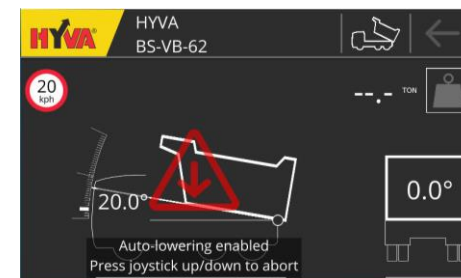 HYVA
HYVA
BS-VB-62
20
kph
--.- TON
20.0°
0.0°
Auto-lowering enabled
Press joystick up/down to abort